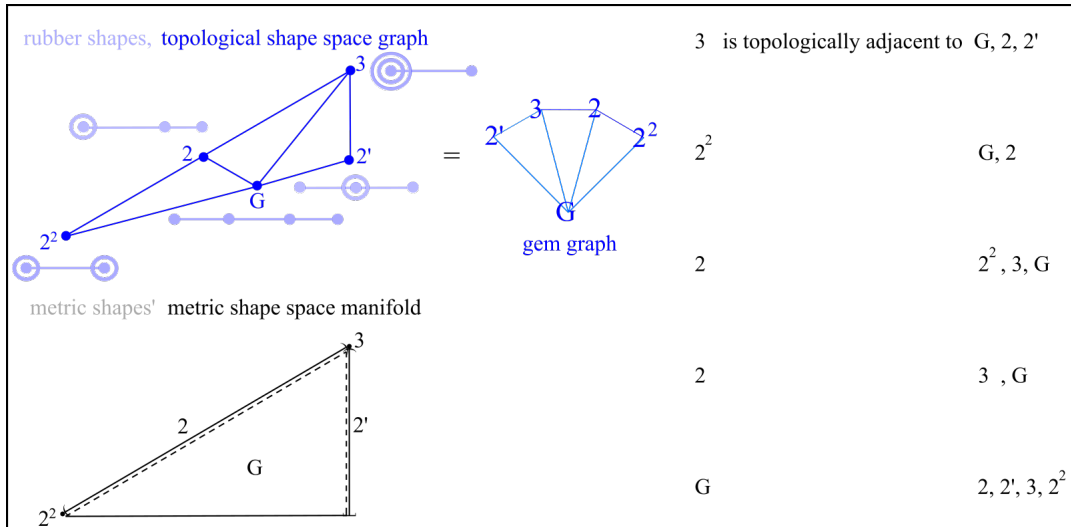 rubber shapes, topological shape space graph
3
2
2'
G
2²
=
2' 3 2 2²
G
gem graph
metric shapes' metric shape space manifold
3
2
2'
G
2²
3 is topologically adjacent to G, 2, 2'
2² G, 2
2 2², 3, G
2 3 , G
G 2, 2', 3, 2²